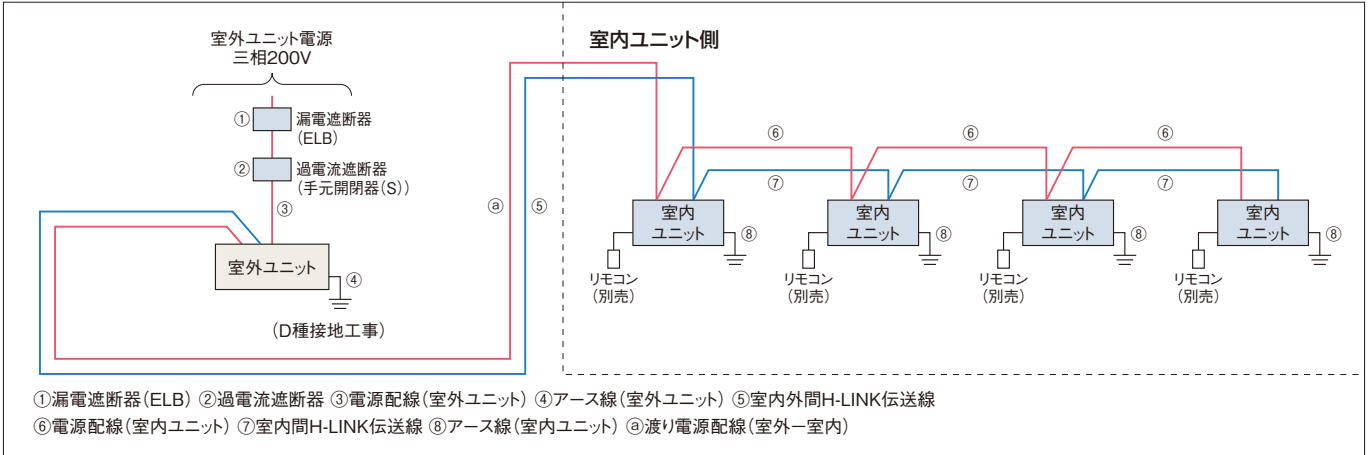 室外ユニット電源
三相200V
① 漏電遮断器
(ELB)
② 過電流遮断器
(手元開閉器(S))
③
室外ユニット
④
(D種接地工事)
ⓐ
⑤
室内ユニット側
⑥ ⑥ ⑥
⑦ ⑦ ⑦
室内
ユニット
⑧
リモコン
(別売)
室内
ユニット
⑧
リモコン
(別売)
室内
ユニット
⑧
リモコン
(別売)
室内
ユニット
⑧
リモコン
(別売)
①漏電遮断器(ELB) ②過電流遮断器 ③電源配線(室外ユニット) ④アース線(室外ユニット) ⑤室内外間H-LINK伝送線
⑥電源配線(室内ユニット) ⑦室内間H-LINK伝送線 ⑧アース線(室内ユニット) ⓐ渡り電源配線(室外ー室内)